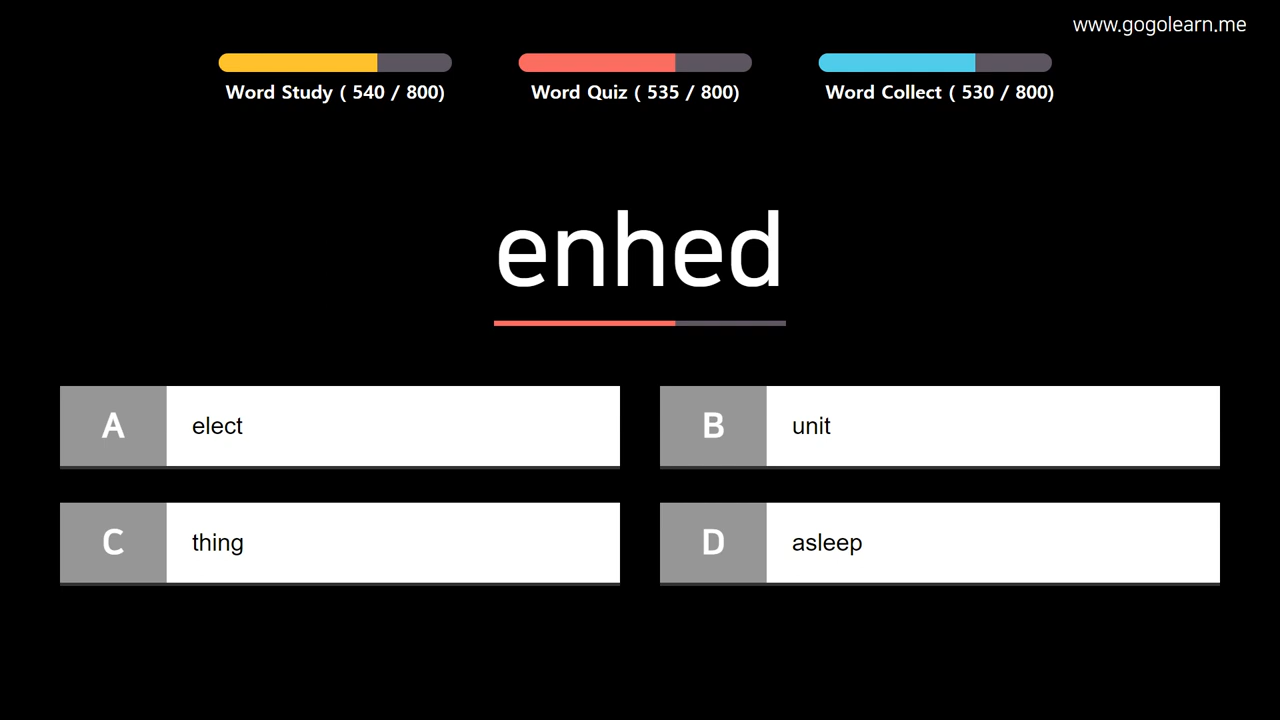 www.gogolearn.me
Word Study ( 540 / 800)
Word Quiz ( 535 / 800)
Word Collect ( 530 / 800)
enhed
A elect
B unit
C thing
D asleep